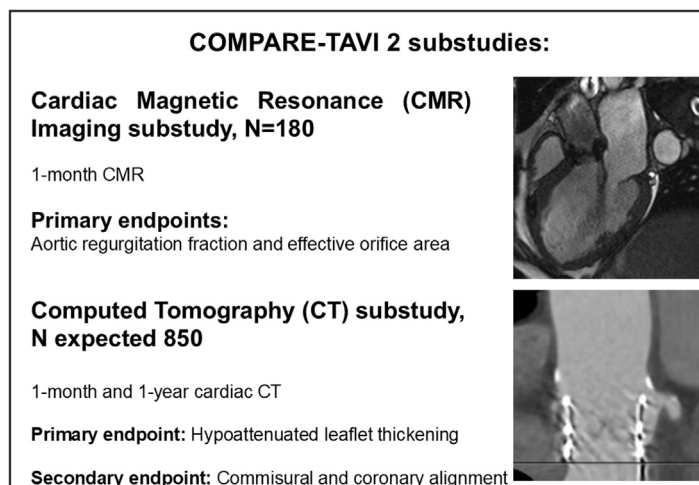 COMPARE-TAVI 2 substudies:
Cardiac Magnetic Resonance (CMR)
Imaging substudy, N=180
1-month CMR
Primary endpoints:
Aortic regurgitation fraction and effective orifice area
Computed Tomography (CT) substudy,
N expected 850
1-month and 1-year cardiac CT
Primary endpoint: Hypoattenuated leaflet thickening
Secondary endpoint: Commisural and coronary alignment